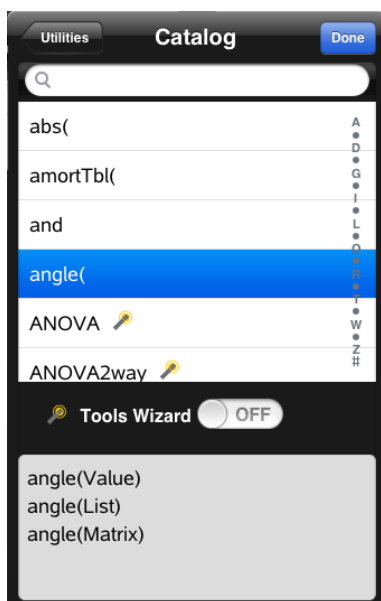 Utilities Catalog Done
abs(
amortTbl(
and
angle(
ANOVA
ANOVA2way
A
D
G
I
L
O
R
T
W
Z
#
Tools Wizard OFF
angle(Value)
angle(List)
angle(Matrix)